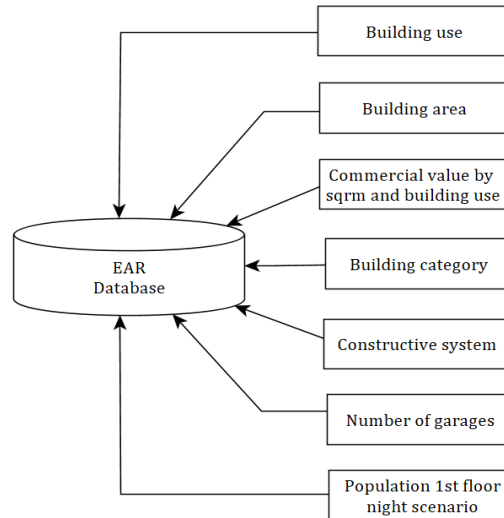 Building use
Building area
Commercial value by
sqrm and building use
EAR
Database
Building category
Constructive system
Number of garages
Population 1st floor
night scenario